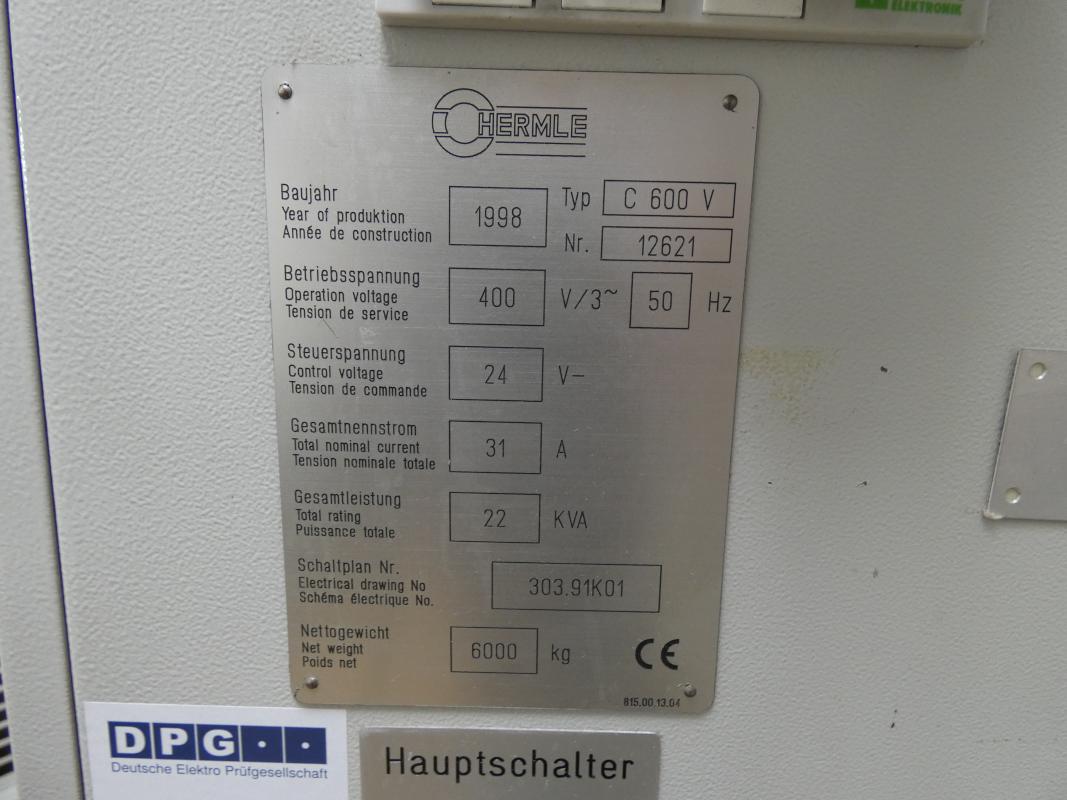 ELEKTRONIK
HERMLE
Baujahr
Year of produktion
Année de construction
1998
Typ C 600 V
Nr. 12621
Betriebsspannung
Operation voltage
Tension de service
400 V/3~ 50 Hz
Steuerspannung
Control voltage
Tension de commande
24 V–
Gesamtnennstrom
Total nominal current
Tension nominale totale
31 A
Gesamtleistung
Total rating
Puissance totale
22 KVA
Schaltplan Nr.
Electrical drawing No
Schéma électrique No.
303.91K01
Nettogewicht
Net weight
Poids net
6000 kg
CE
815.00.13.04
DPG
Deutsche Elektro Prüfgesellschaft
Hauptschalter